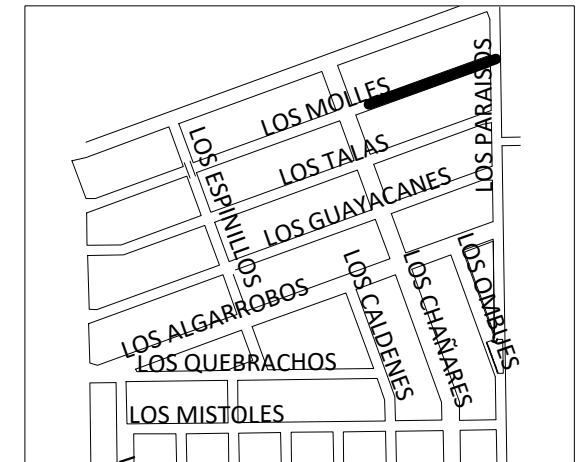 LOS MOLLES
LOS PARAISOS
LOS TALAS
LOS ESPINILLOS
LOS GUAYACANES
LOS ALGARROBOS
LOS CALDENES
LOS CHAÑARES
LOS OMBUES
LOS QUEBRACHOS
LOS MISTOLES